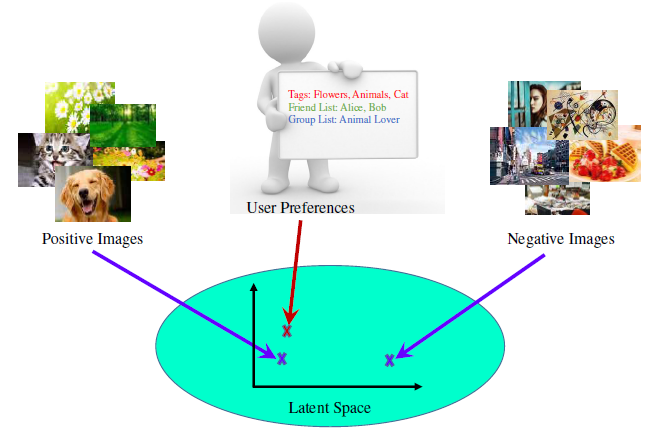 Tags: Flowers, Animals, Cat
Friend List: Alice, Bob
Group List: Animal Lover
User Preferences
Positive Images
Negative Images
X
X
X
Latent Space